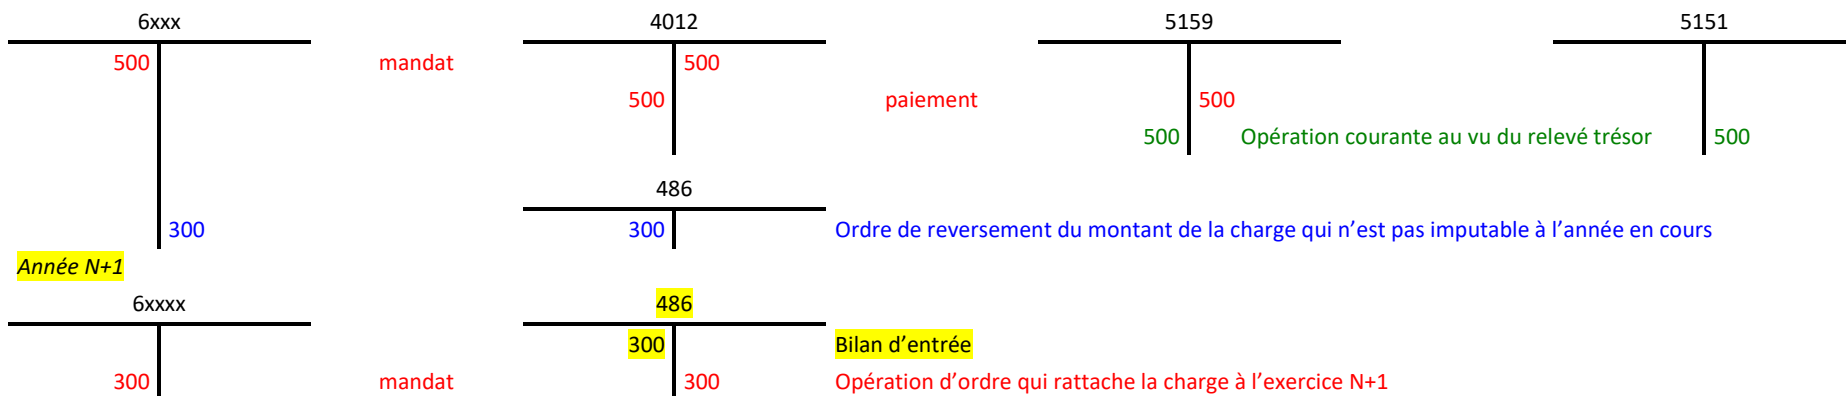 6xxx 4012 5159 5151
500 mandat 500
500 paiement 500
500 Opération courante au vu du relevé trésor 500
486
300 300 Ordre de reversement du montant de la charge qui n’est pas imputable à l’année en cours
Année N+1
6xxxx 486
300 Bilan d’entrée
300 mandat 300 Opération d’ordre qui rattache la charge à l’exercice N+1